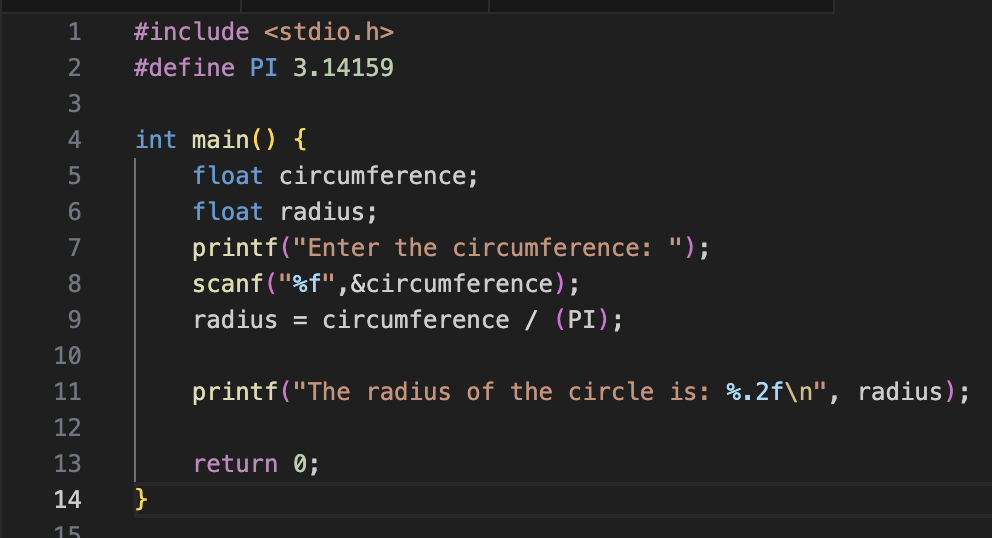 1 #include <stdio.h>
2 #define PI 3.14159
3
4 int main() {
5     float circumference;
6     float radius;
7     printf("Enter the circumference: ");
8     scanf("%f",&circumference);
9     radius = circumference / (PI);
10
11     printf("The radius of the circle is: %.2f\n", radius);
12
13     return 0;
14 }
15